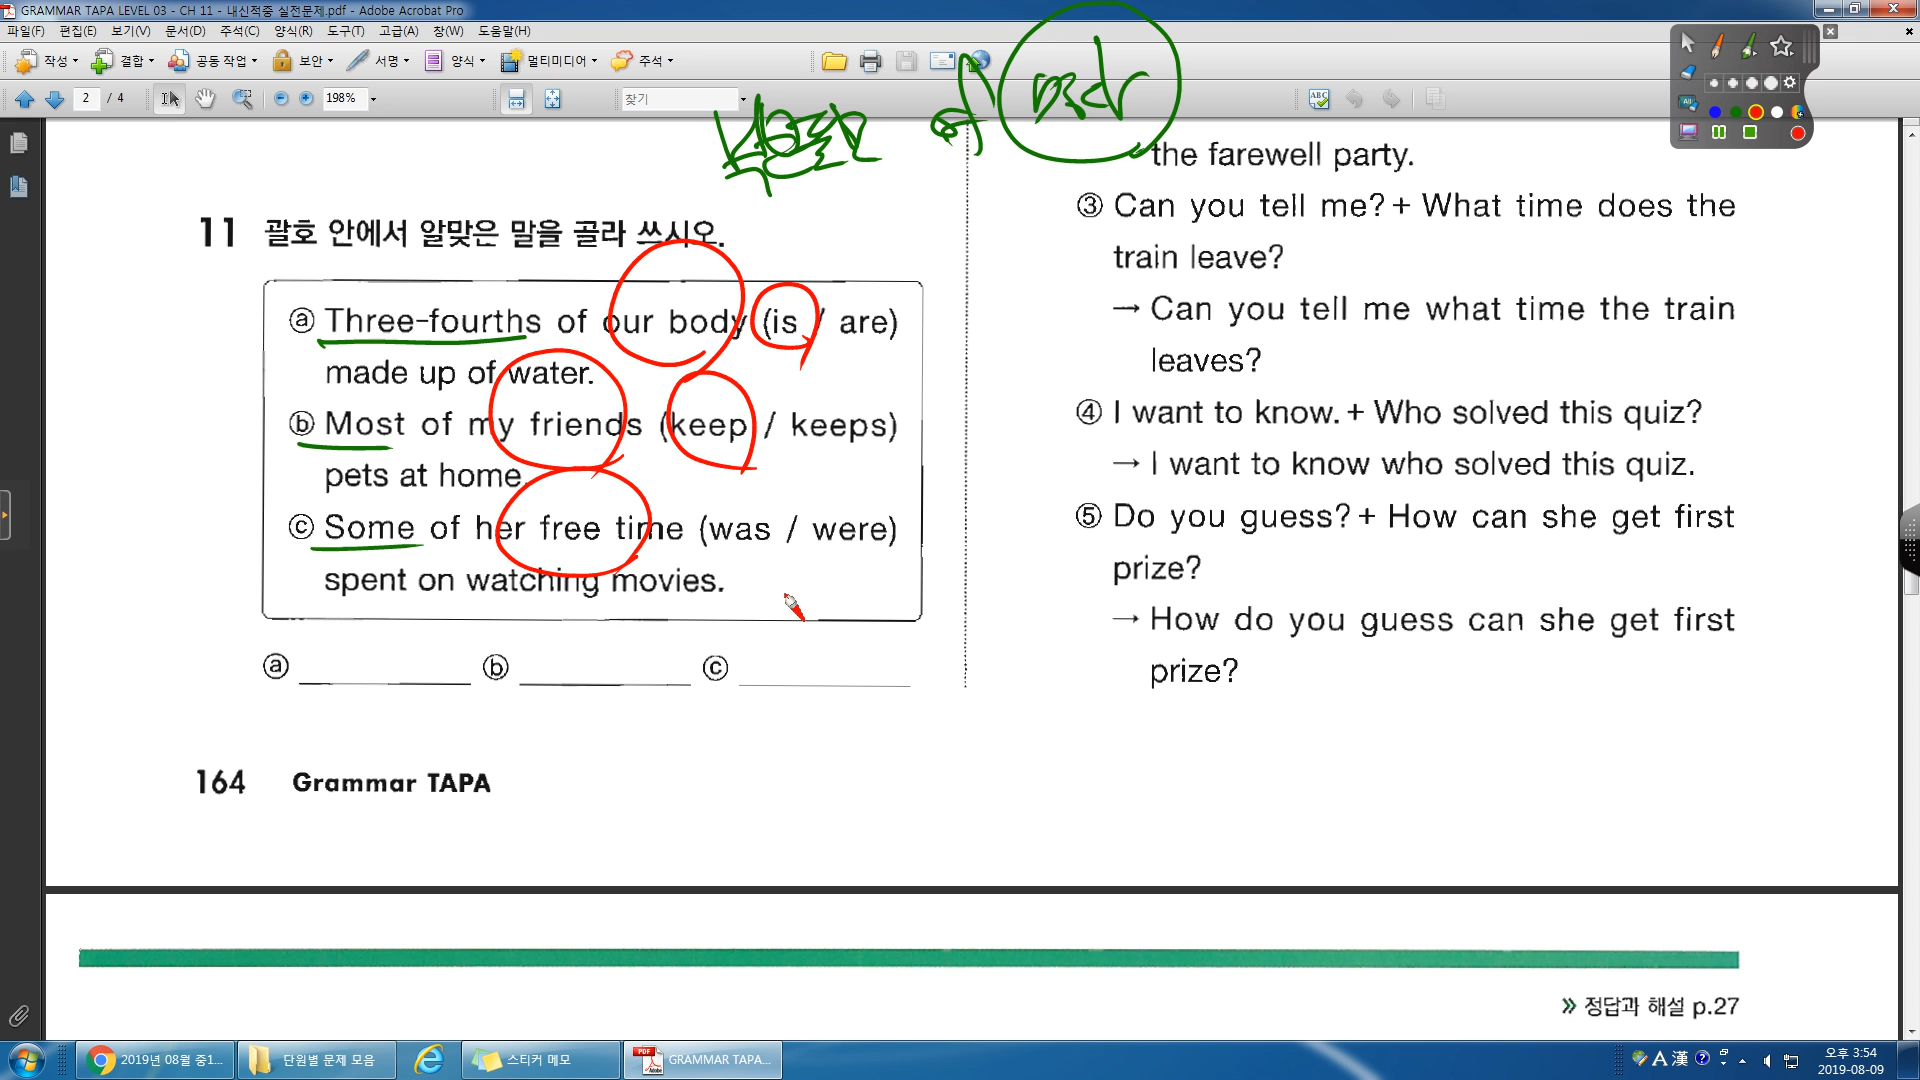 GRAMMAR TAPA LEVEL 03 - CH 11 - 내신적중 실전문제.pdf - Adobe Acrobat Pro
파일(F) 편집(E) 보기(V) 문서(D) 주석(C) 양식(R) 도구(T) 고급(A) 창(W) 도움말(H)
작성 결합 공동 작업 보안 서명 양식 멀티미디어 주석
2 / 4 198% 찾기
of
11 괄호 안에서 알맞은 말을 골라 쓰시오.
ⓐ Three-fourths of our body (is / are)
made up of water.
ⓑ Most of my friends (keep / keeps)
pets at home.
ⓒ Some of her free time (was / were)
spent on watching movies.
ⓐ ⓑ ⓒ
164 Grammar TAPA
the farewell party.
③ Can you tell me? + What time does the
train leave?
→ Can you tell me what time the train
leaves?
④ I want to know. + Who solved this quiz?
→ I want to know who solved this quiz.
⑤ Do you guess? + How can she get first
prize?
→ How do you guess can she get first
prize?
» 정답과 해설 p.27
2019년 08월 중1... 단원별 문제 모음 스티커 메모 GRAMMAR TAPA...
A 漢
오후 3:54
2019-08-09